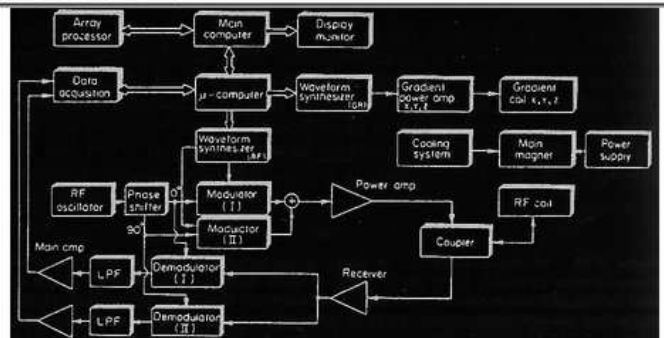 Array
processor
Main
computer
Display
monitor
Data
acquisition
μ-computer
Waveform
synthesizer
(GR)
Gradient
power amp
X,Y,Z
Gradient
coil X,Y,Z
Waveform
synthesizer
(RF)
Cooling
system
Main
magnet
Power
supply
RF
oscillator
Phase
shifter
0°
90°
Modulator
(I)
Modulator
(II)
+
Power amp
RF coil
Coupler
Main amp
LPF
Demodulator
(I)
Receiver
LPF
Demodulator
(II)